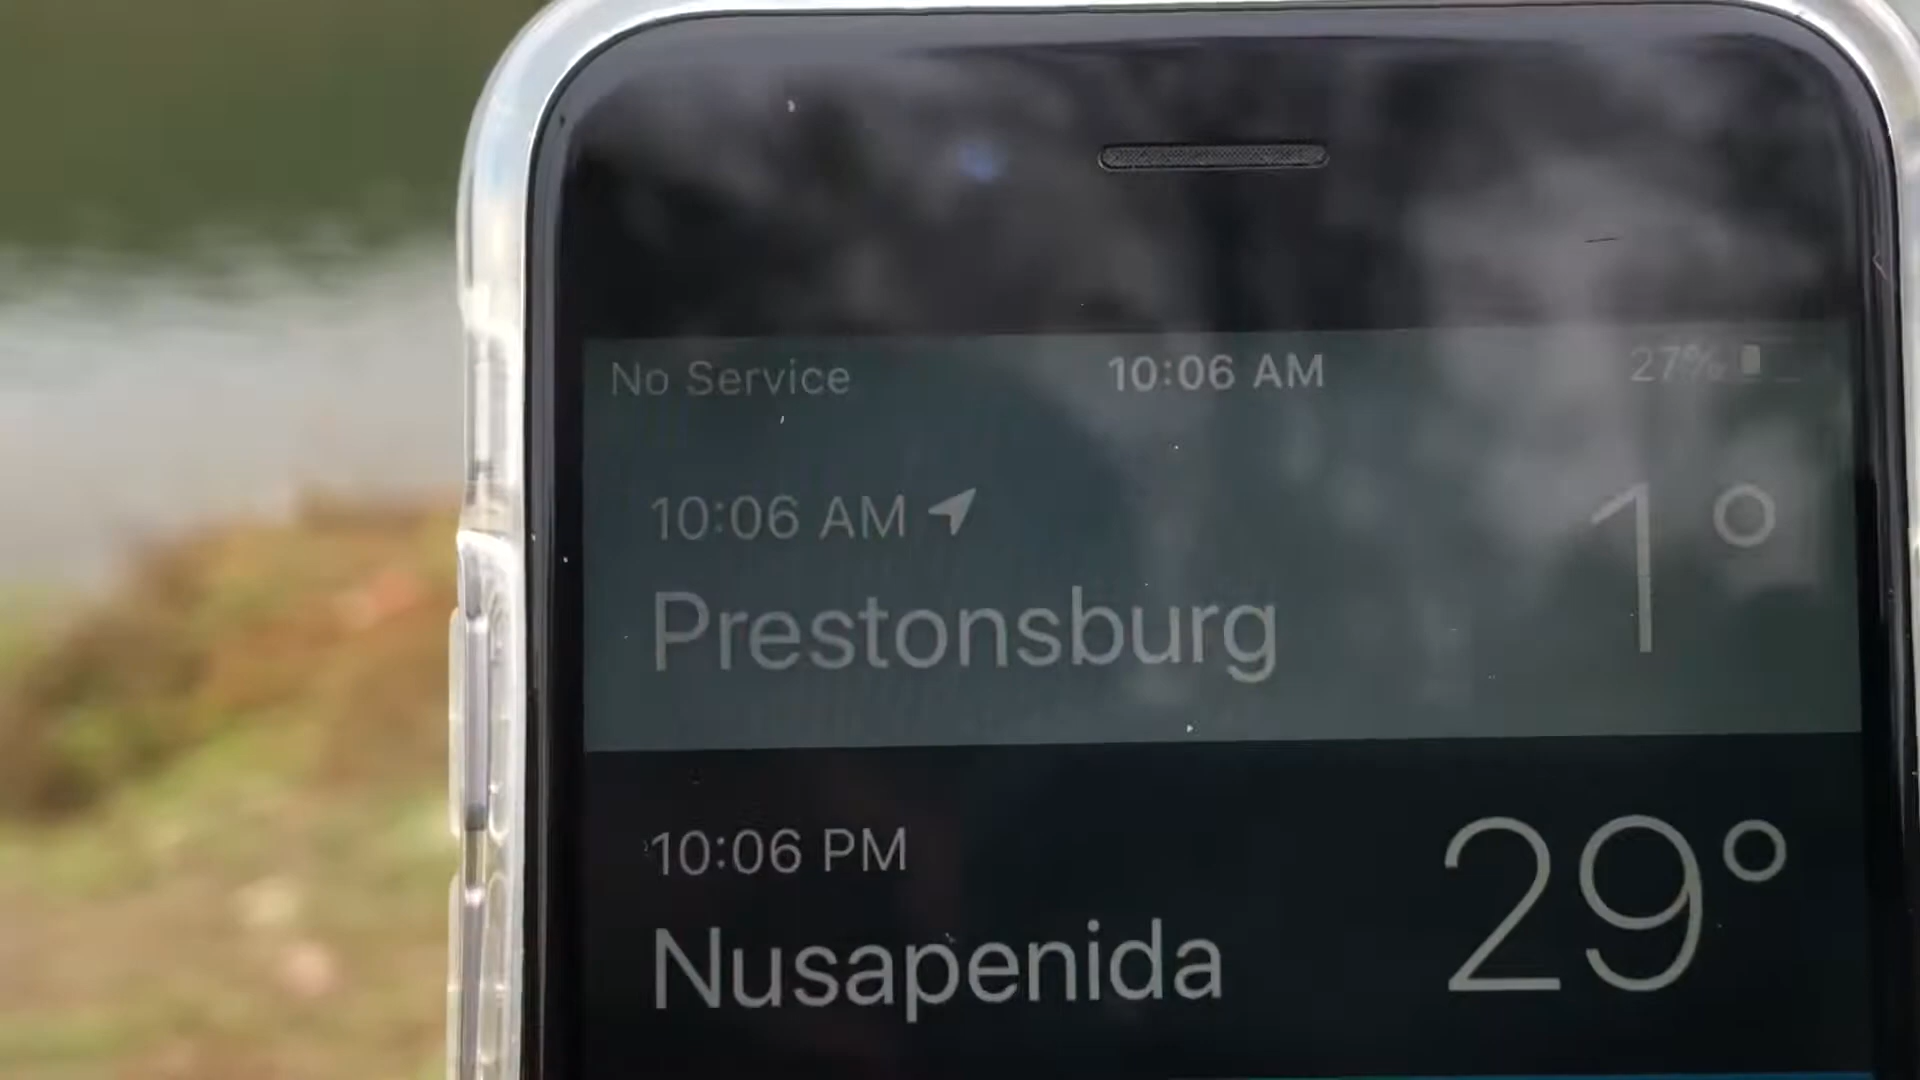 No Service 10:06 AM 27%
10:06 AM
Prestonsburg 1°
10:06 PM
Nusapenida 29°